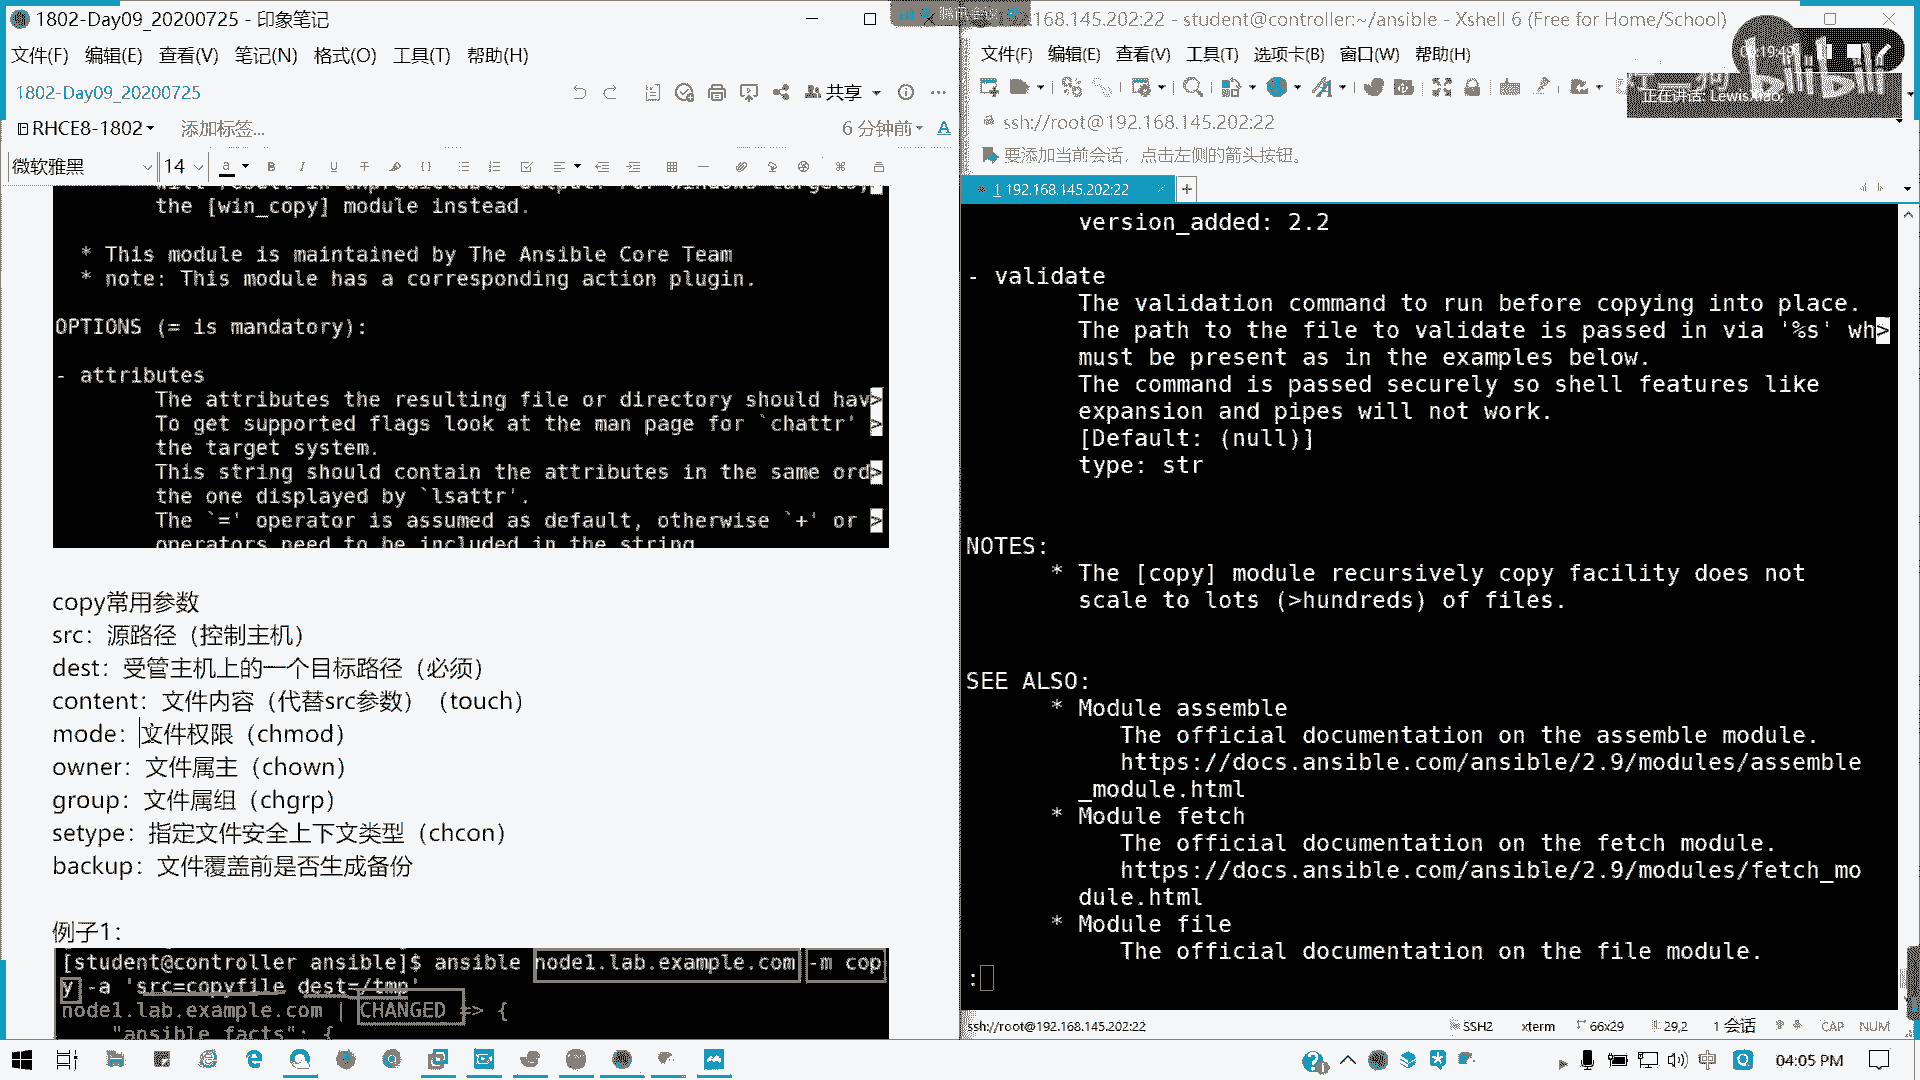 1802-Day09_20200725 - 印象笔记
文件(F) 编辑(E) 查看(V) 笔记(N) 格式(O) 工具(T) 帮助(H)
1802-Day09_20200725
共享
RHCE8-1802
添加标签...
6 分钟前
微软雅黑
14
the [win_copy] module instead.
* This module is maintained by The Ansible Core Team
* note: This module has a corresponding action plugin.
OPTIONS (= is mandatory):
- attributes
The attributes the resulting file or directory should hav>
To get supported flags look at the man page for `chattr' >
the target system.
This string should contain the attributes in the same ord>
the one displayed by `lsattr'.
The `=' operator is assumed as default, otherwise `+' or >
operators need to be included in the string
copy常用参数
src：源路径（控制主机）
dest：受管主机上的一个目标路径（必须）
content：文件内容（代替src参数）（touch）
mode：文件权限（chmod）
owner：文件属主（chown）
group：文件属组（chgrp）
setype：指定文件安全上下文类型（chcon）
backup：文件覆盖前是否生成备份
例子1：
[student@controller ansible]$ ansible node1.lab.example.com -m cop
y -a 'src=copyfile dest=/tmp'
node1.lab.example.com | CHANGED => {
"ansible_facts": {
腾讯会议
168.145.202:22 - student@controller:~/ansible - Xshell 6 (Free for Home/School)
文件(F) 编辑(E) 查看(V) 工具(T) 选项卡(B) 窗口(W) 帮助(H)
bilibili
正在讲话: Lewis
ssh://root@192.168.145.202:22
要添加当前会话，点击左侧的箭头按钮。
1 192.168.145.202:22
version_added: 2.2
- validate
The validation command to run before copying into place.
The path to the file to validate is passed in via '%s' wh>
must be present as in the examples below.
The command is passed securely so shell features like
expansion and pipes will not work.
[Default: (null)]
type: str
NOTES:
* The [copy] module recursively copy facility does not
scale to lots (>hundreds) of files.
SEE ALSO:
* Module assemble
The official documentation on the assemble module.
https://docs.ansible.com/ansible/2.9/modules/assemble
_module.html
* Module fetch
The official documentation on the fetch module.
https://docs.ansible.com/ansible/2.9/modules/fetch_mo
dule.html
* Module file
The official documentation on the file module.
:
ssh://root@192.168.145.202:22
SSH2 xterm 66x29 29,2 1 会话 CAP NUM
中
04:05 PM